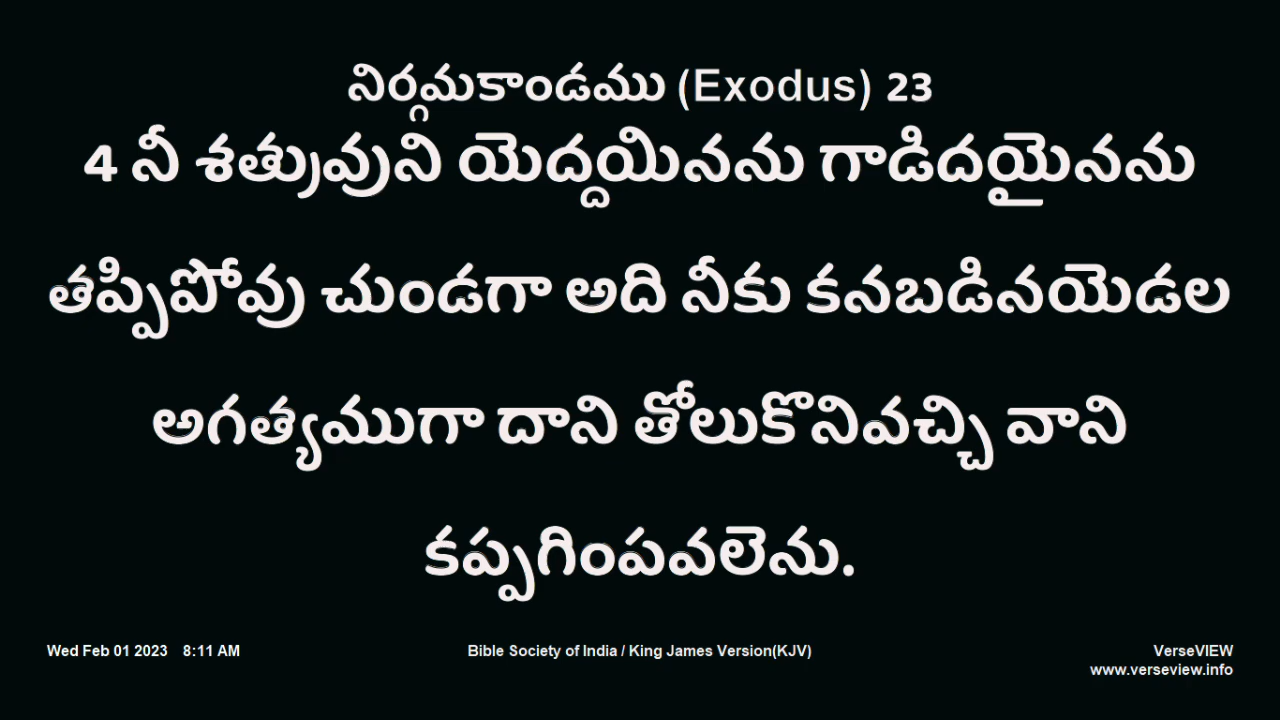 నిర్గమకాండము (Exodus) 23
4 నీ శత్రువుని యెద్దయినను గాడిదయైనను
తప్పిపోవు చుండగా అది నీకు కనబడినయెడల
అగత్యముగా దాని తోలుకొనివచ్చి వాని
కప్పగింపవలెను.
Wed Feb 01 2023 8:11 AM
Bible Society of India / King James Version(KJV)
VerseVIEW
www.verseview.info